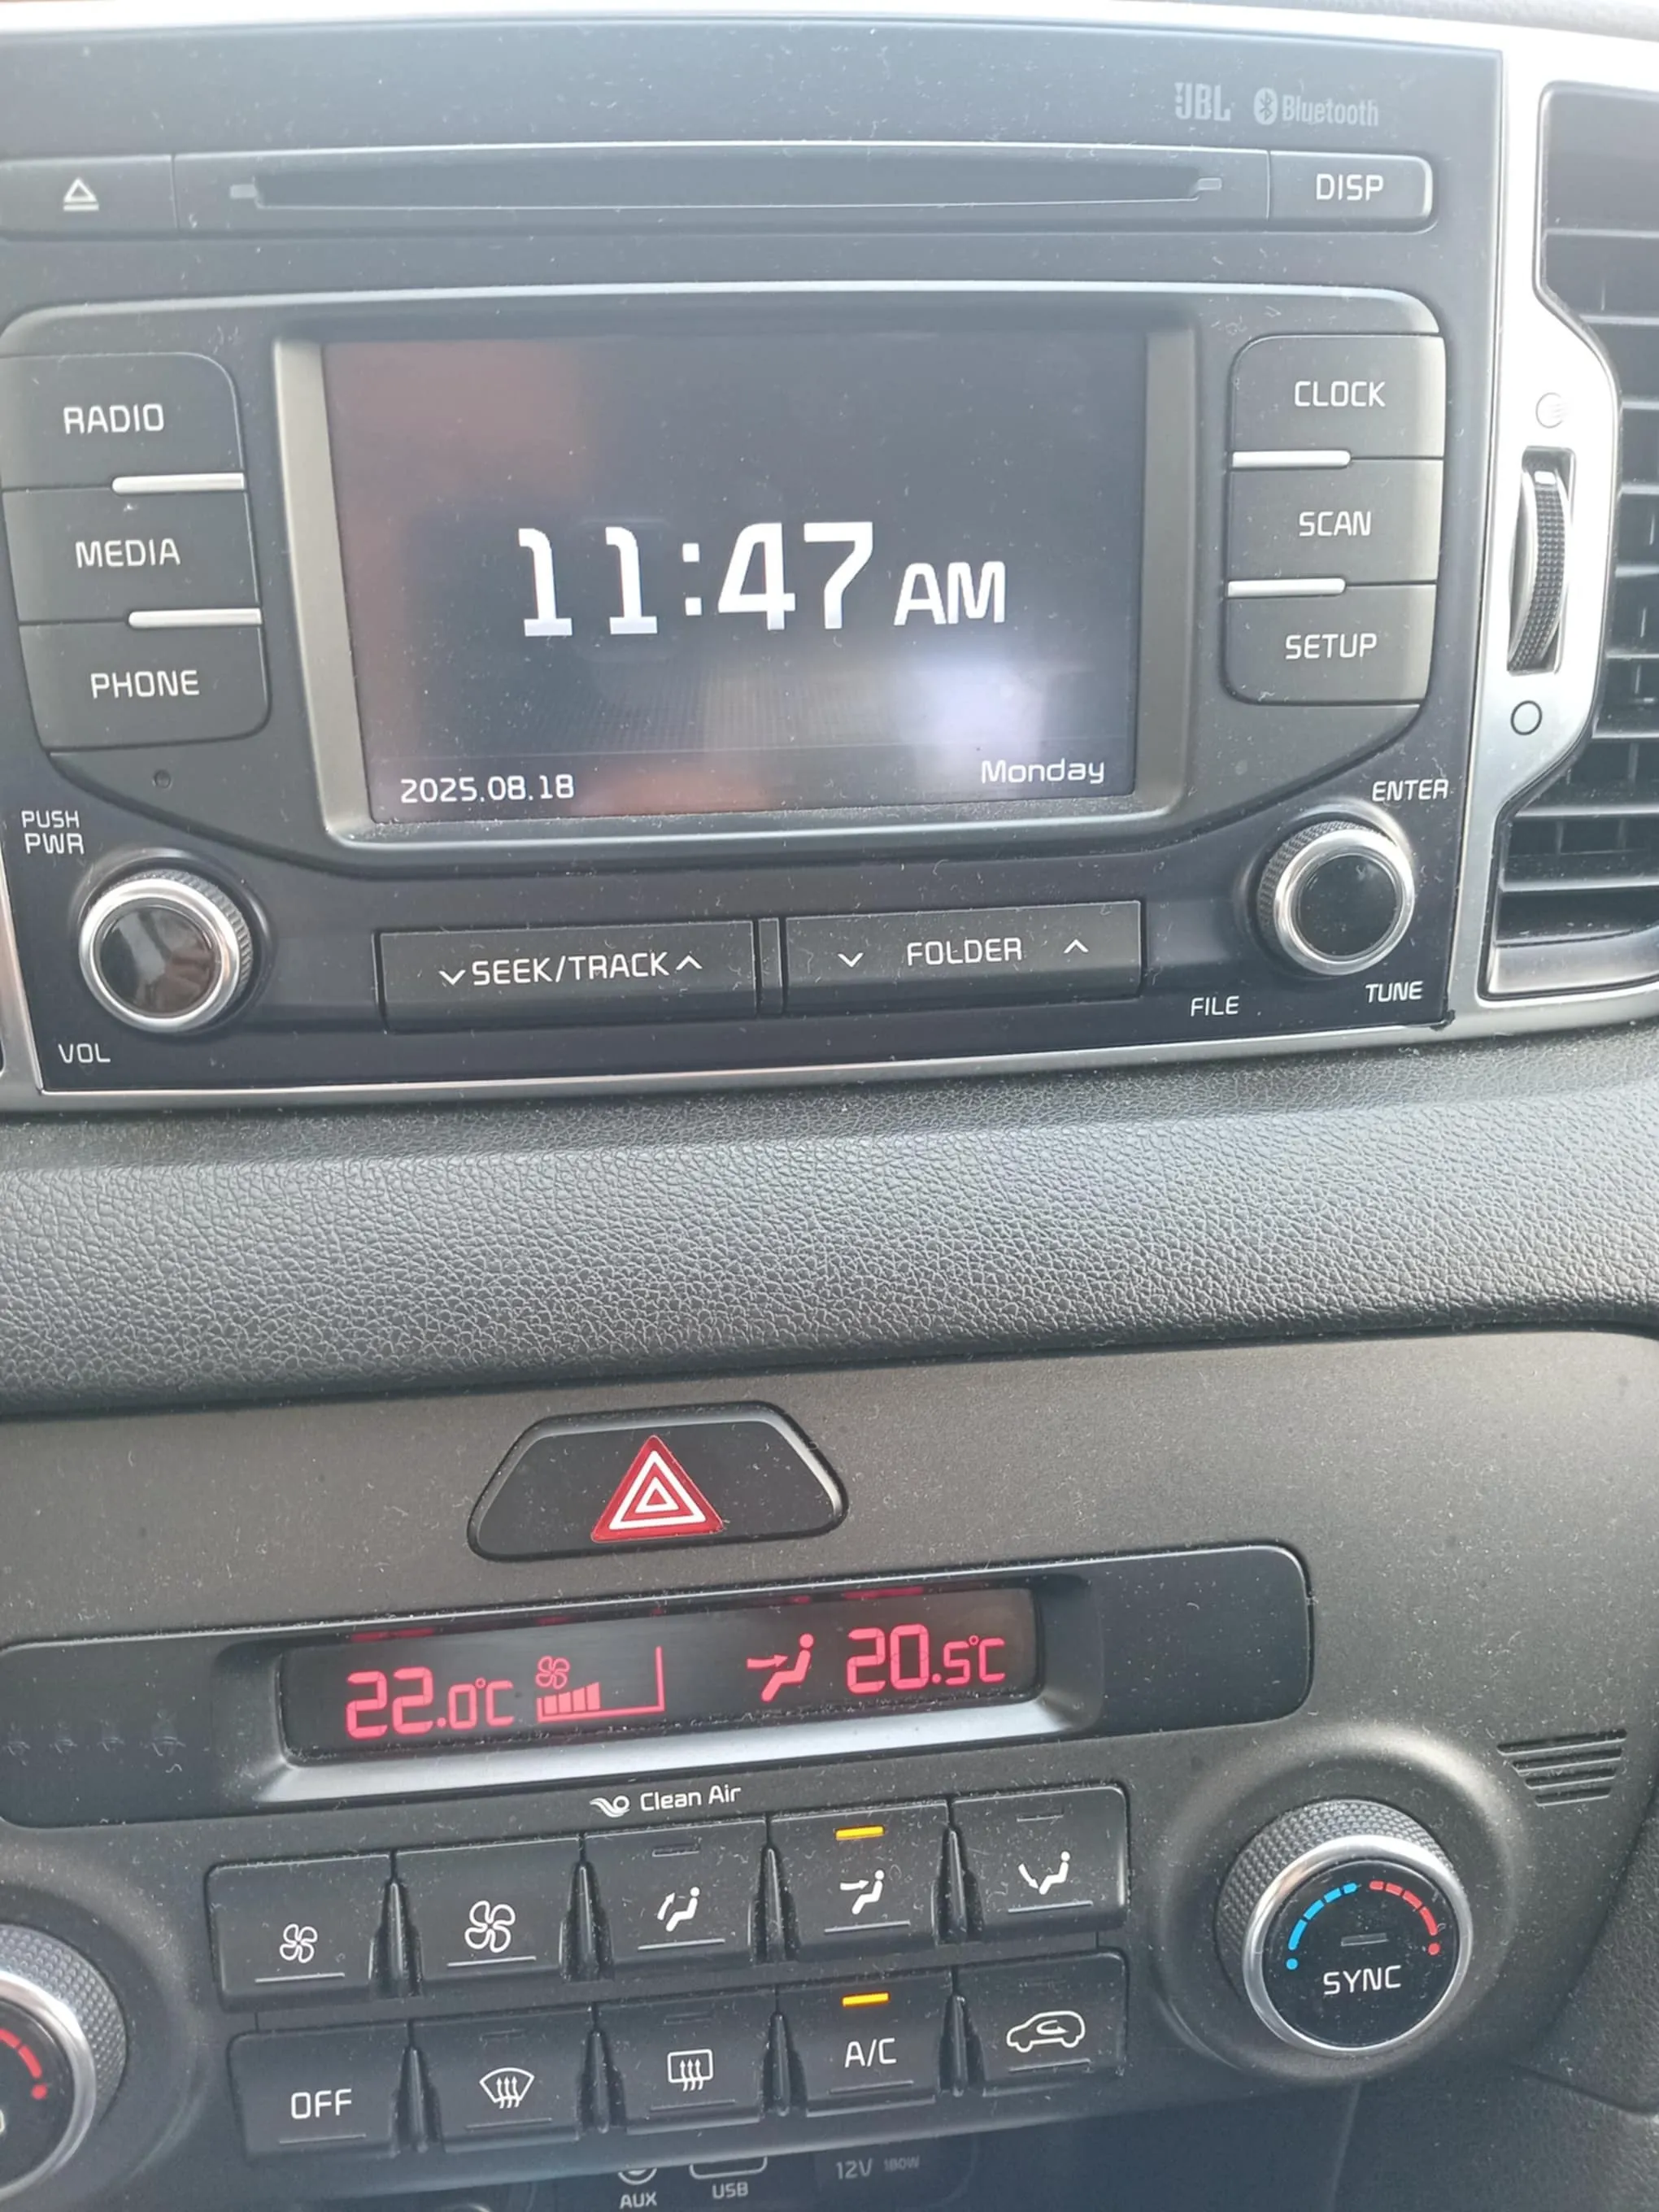 JBL Bluetooth
DISP
RADIO
MEDIA
PHONE
11:47 AM
2025.08.18
Monday
CLOCK
SCAN
SETUP
PUSH
PWR
VOL
SEEK/TRACK
FOLDER
ENTER
FILE
TUNE
22.0°C
20.5°C
Clean Air
OFF
A/C
SYNC
AUX
USB
12V 180W